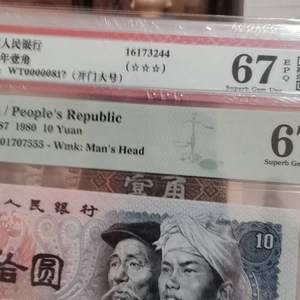 人民银行
年壹角
16173244
(☆☆☆)
WT0000081? (开门大号)
67
EPQ
Superb Gem Unc
/ People's Republic
87 1980 10 Yuan
01707555 - Wmk: Man's Head
6
Superb Gem
壹角
人民银行
10
拾圆